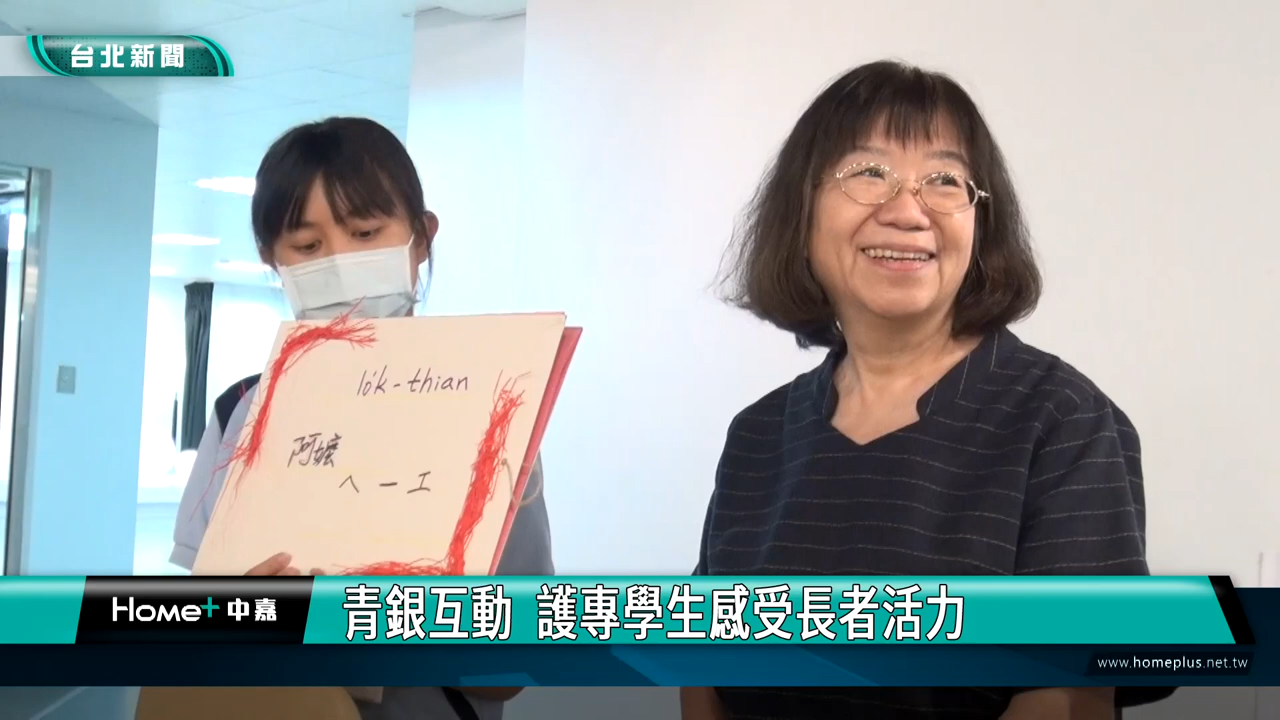 台北新聞
lo̍k-thian
阿嬤
ㄟ一工
Home+中嘉
青銀互動 護專學生感受長者活力
www.homeplus.net.tw